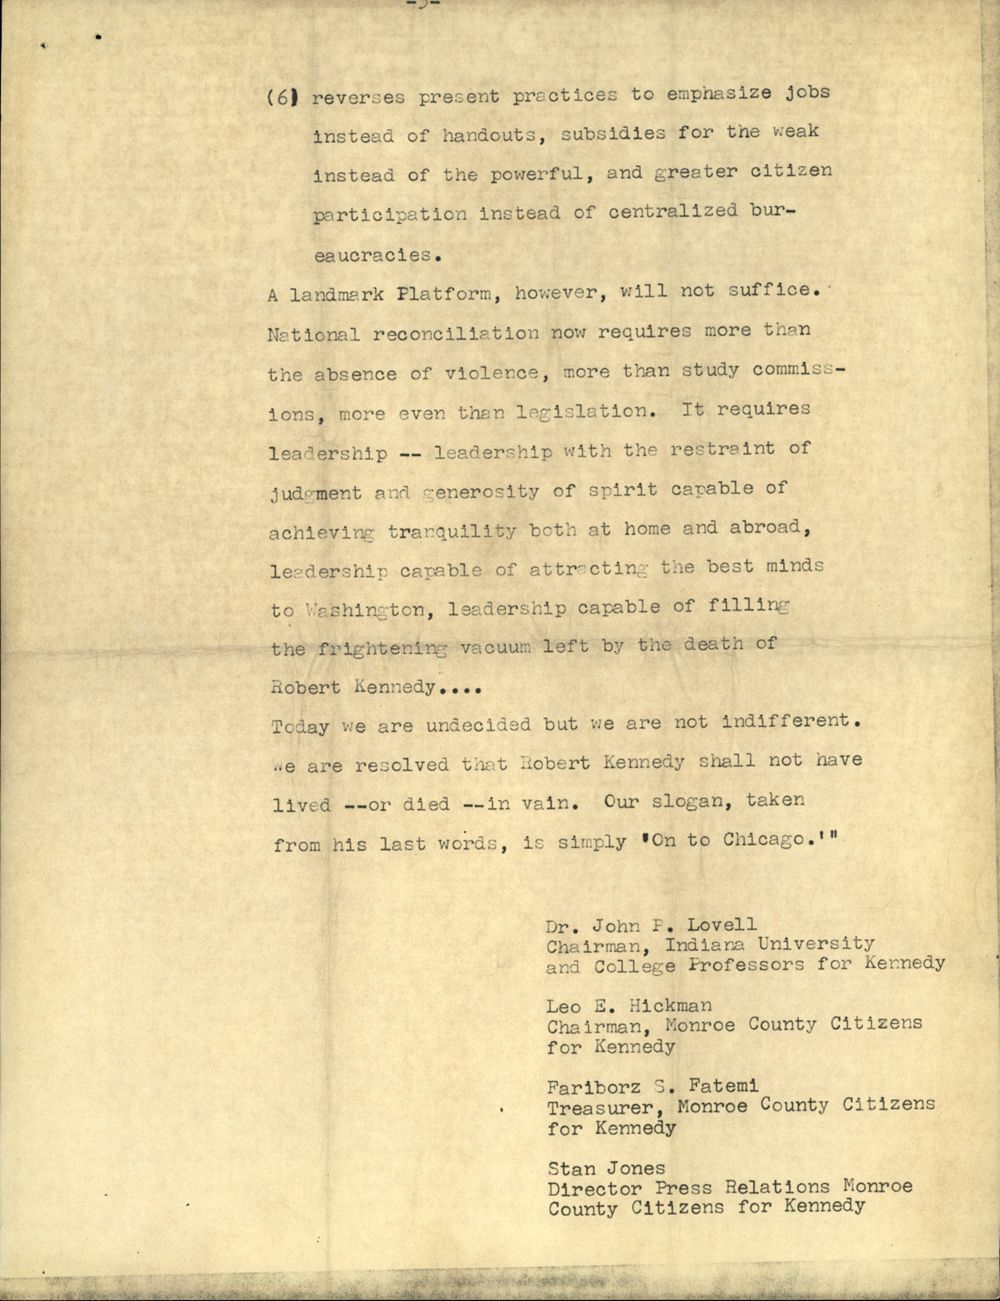 (6) reverses present practices to emphasize jobs
instead of handouts, subsidies for the weak
instead of the powerful, and greater citizen
participation instead of centralized bur-
eaucracies.
A landmark Platform, however, will not suffice.
National reconciliation now requires more than
the absence of violence, more than study commiss-
ions, more even than legislation. It requires
leadership -- leadership with the restraint of
judgment and generosity of spirit capable of
achieving tranquility both at home and abroad,
leadership capable of attracting the best minds
to Washington, leadership capable of filling
the frightening vacuum left by the death of
Robert Kennedy....
Today we are undecided but we are not indifferent.
We are resolved that Robert Kennedy shall not have
lived --or died --in vain. Our slogan, taken
from his last words, is simply 'On to Chicago.'"
Dr. John P. Lovell
Chairman, Indiana University
and College Professors for Kennedy
Leo E. Hickman
Chairman, Monroe County Citizens
for Kennedy
Fariborz S. Fatemi
Treasurer, Monroe County Citizens
for Kennedy
Stan Jones
Director Press Relations Monroe
County Citizens for Kennedy